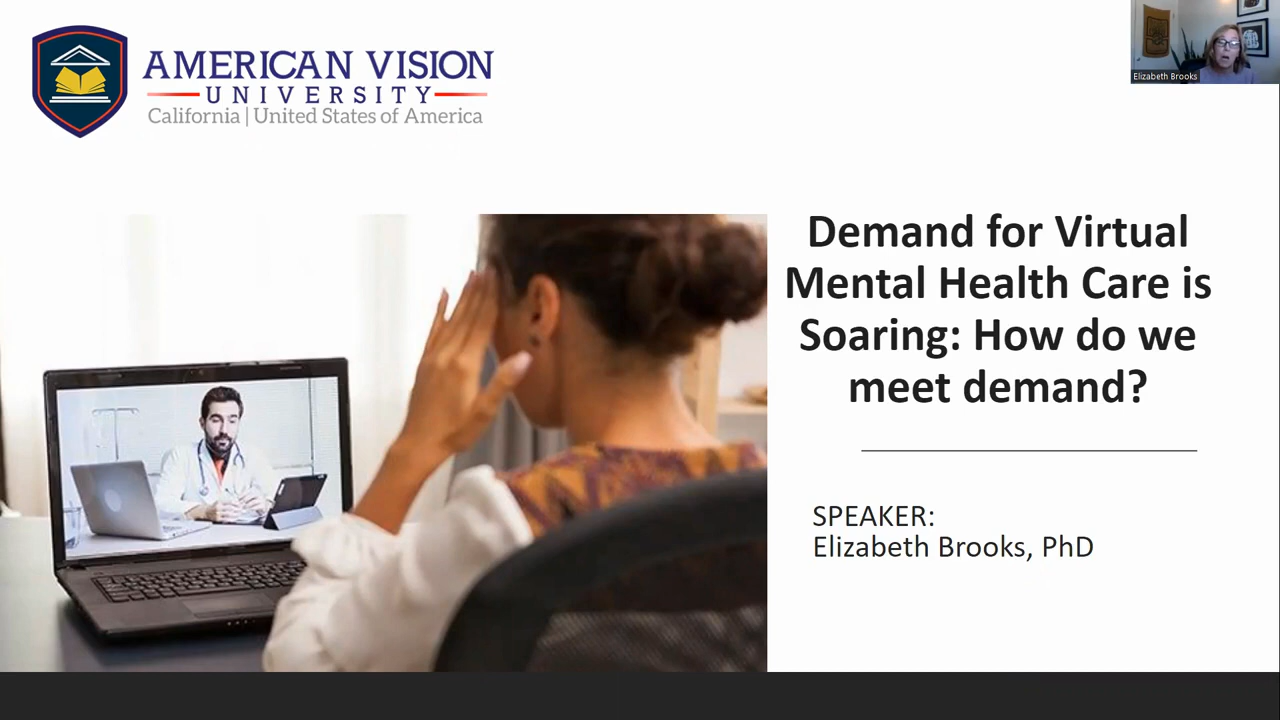 AMERICAN VISION
UNIVERSITY
California | United States of America
Elizabeth Brooks
Demand for Virtual
Mental Health Care is
Soaring: How do we
meet demand?
SPEAKER:
Elizabeth Brooks, PhD